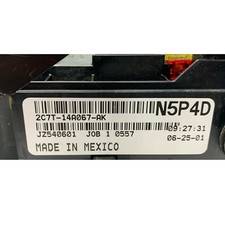 N5P4D
2C7T-14A067-AK
09:27:31
JZ540601 JOB 1 0557
06-25-01
MADE IN MEXICO